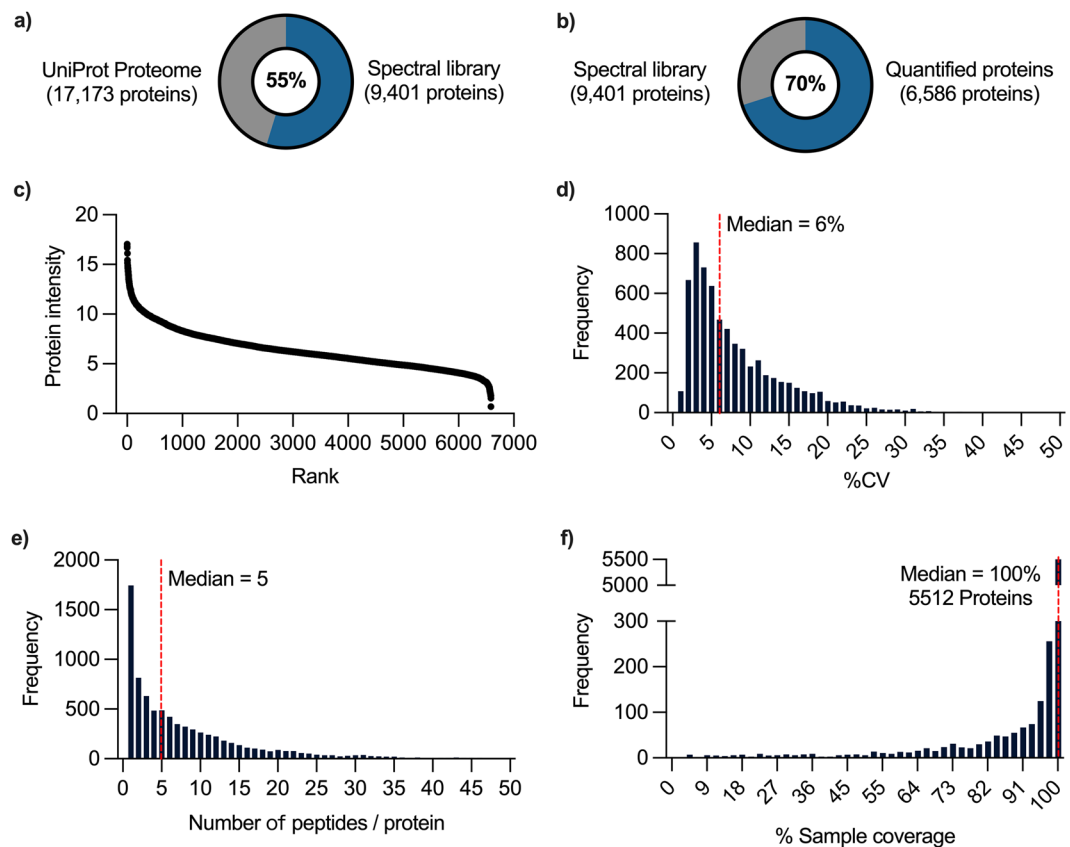 a)
UniProt Proteome
(17,173 proteins)
55%
Spectral library
(9,401 proteins)
b)
Spectral library
(9,401 proteins)
70%
Quantified proteins
(6,586 proteins)
c)
Protein intensity
20
15
10
5
0
0 1000 2000 3000 4000 5000 6000 7000
Rank
d)
Frequency
1000
800
600
400
200
0
Median = 6%
0 5 10 15 20 25 30 35 40 45 50
%CV
e)
Frequency
2000
1500
1000
500
0
Median = 5
0 5 10 15 20 25 30 35 40 45 50
Number of peptides / protein
f)
Frequency
5500
5000
300
200
100
0
Median = 100%
5512 Proteins
0 9 18 27 36 45 55 64 73 82 91 100
% Sample coverage